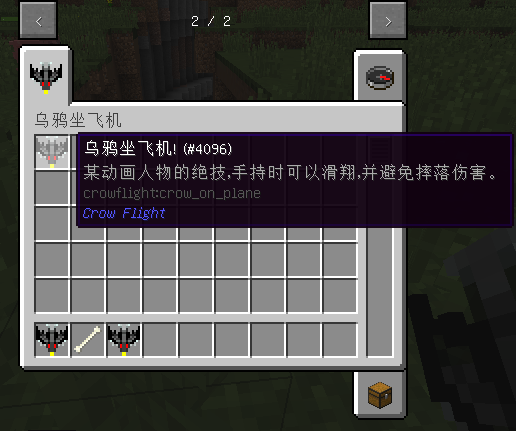 2 / 2
乌鸦坐飞机
乌鸦坐飞机! (#4096)
某动画人物的绝技,手持时可以滑翔,并避免摔落伤害。
crowflight:crow_on_plane
Crow Flight